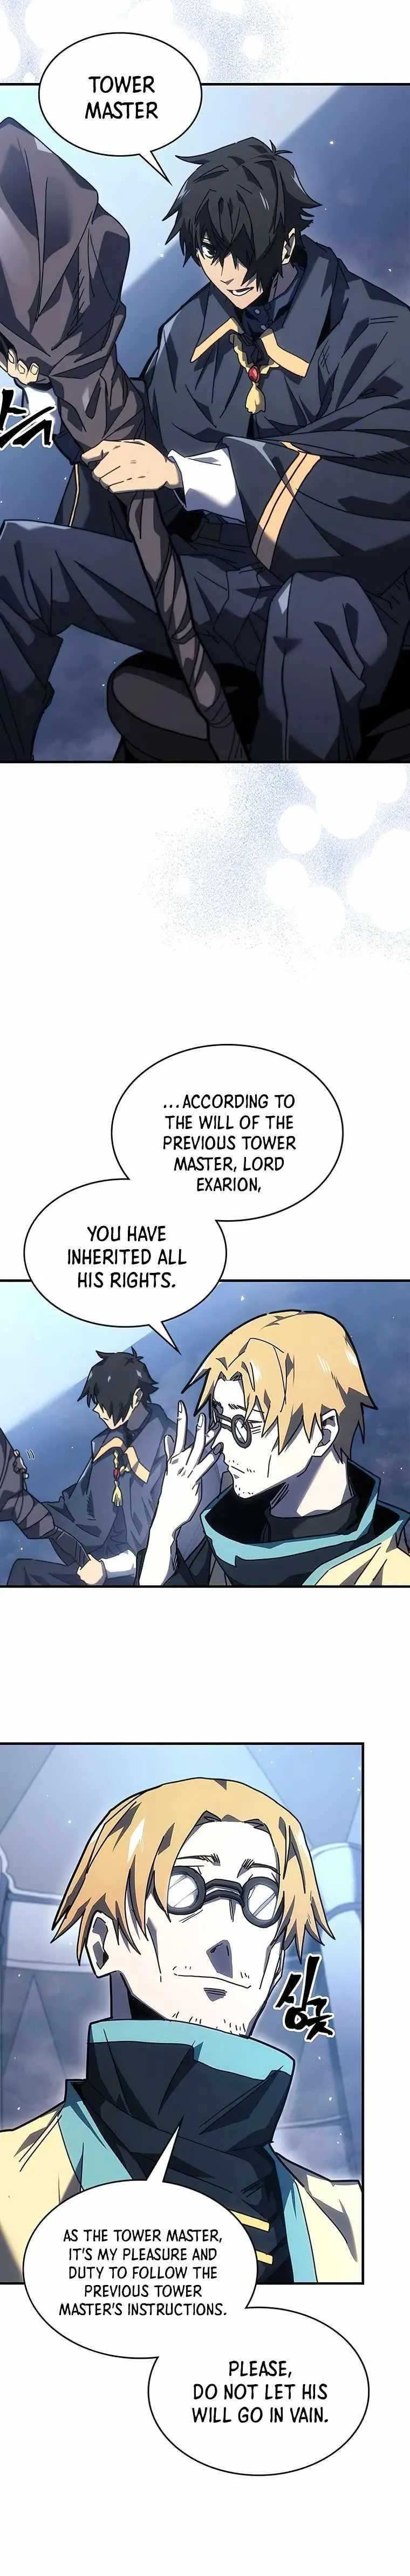 TOWER
MASTER
...ACCORDING TO
THE WILL OF THE
PREVIOUS TOWER
MASTER, LORD
EXARION,
YOU HAVE
INHERITED ALL
HIS RIGHTS.
싱긋
AS THE TOWER MASTER,
IT'S MY PLEASURE AND
DUTY TO FOLLOW THE
PREVIOUS TOWER
MASTER'S INSTRUCTIONS.
PLEASE,
DO NOT LET HIS
WILL GO IN VAIN.